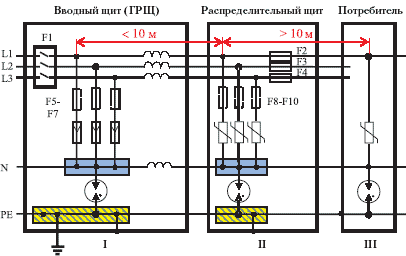 Вводный щит (ГРЩ)
Распределительный щит
Потребитель
< 10 м
> 10 м
F1
L1
L2
L3
F2
F3
F4
F5-
F7
F8-F10
N
PE
I
II
III